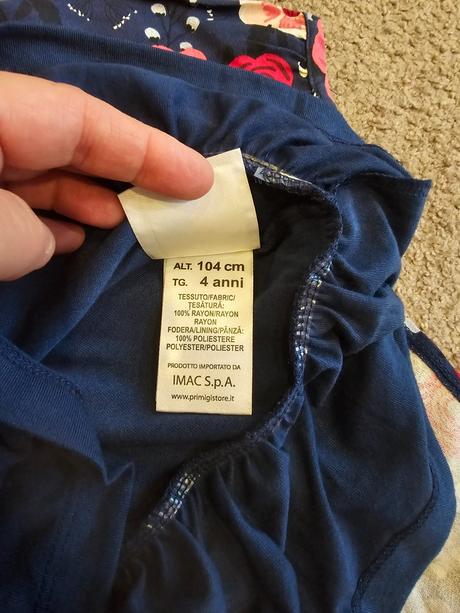 ALT. 104 cm
TG. 4 anni
TESSUTO/FABRIC/
ȚESĂTURĂ:
100% RAYON/RAYON
RAYON
FODERA/LINING/PÂNZĂ:
100% POLIESTERE
POLYESTER/POLIESTER
PRODOTTO IMPORTATO DA
IMAC S.p.A.
www.primigistore.it